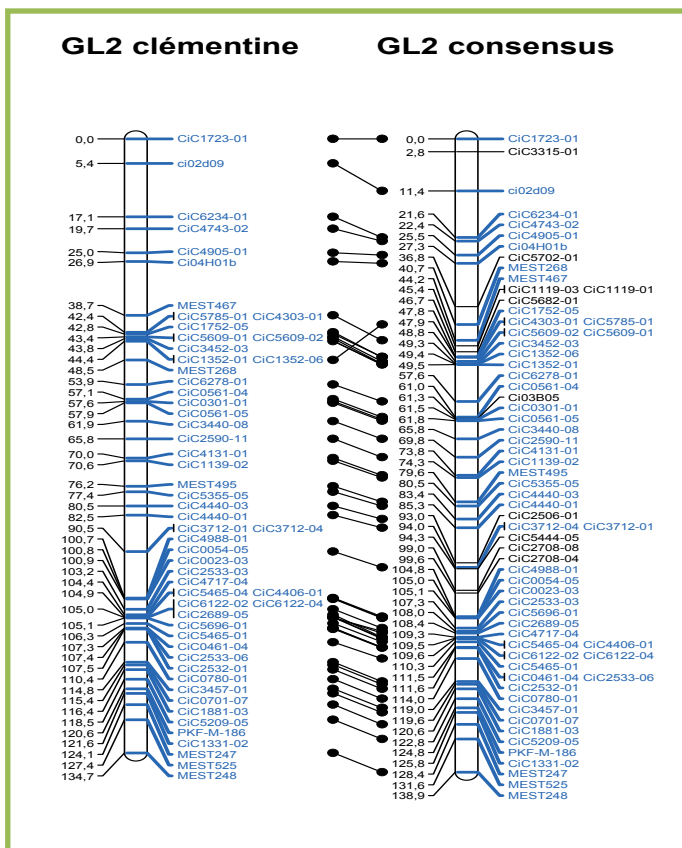 GL2 clémentine
GL2 consensus
0,0
5,4
17,1
19,7
25,0
26,9
38,7
42,4
42,8
43,4
43,8
44,4
48,5
53,9
57,1
57,6
57,9
61,9
65,8
70,0
70,6
76,2
77,4
80,5
82,5
90,5
100,7
100,8
100,9
103,2
104,4
104,9
105,0
105,1
106,3
107,3
107,4
107,5
110,4
114,8
115,4
116,4
118,5
120,6
121,6
124,1
127,4
134,7
CiC1723-01
ci02d09
CiC6234-01
CiC4743-02
CiC4905-01
Ci04H01b
MEST467
CiC5785-01 CiC4303-01
CiC1752-05
CiC5609-01 CiC5609-02
CiC3452-03
CiC1352-01 CiC1352-06
MEST268
CiC6278-01
CiC0561-04
CiC0301-01
CiC0561-05
CiC3440-08
CiC2590-11
CiC4131-01
CiC1139-02
MEST495
CiC5355-05
CiC4440-03
CiC4440-01
CiC3712-01 CiC3712-04
CiC4988-01
CiC0054-05
CiC0023-03
CiC2533-03
CiC4717-04
CiC5465-04 CiC4406-01
CiC6122-02 CiC6122-04
CiC2689-05
CiC5696-01
CiC5465-01
CiC0461-04
CiC2533-06
CiC2532-01
CiC0780-01
CiC3457-01
CiC0701-07
CiC1881-03
CiC5209-05
PKF-M-186
CiC1331-02
MEST247
MEST525
MEST248
0,0
2,8
11,4
21,6
22,4
25,5
27,3
36,8
40,7
44,2
45,4
46,7
47,8
47,9
48,8
49,3
49,4
49,5
57,6
61,0
61,3
61,5
61,8
65,8
69,8
73,8
74,3
79,6
80,5
83,4
85,3
93,0
94,0
94,3
99,0
99,6
104,8
105,0
105,1
107,3
108,0
108,4
109,3
109,5
109,6
110,3
111,5
111,6
114,0
119,0
119,6
120,6
122,8
124,8
125,8
128,4
131,6
138,9
CiC1723-01
CiC3315-01
ci02d09
CiC6234-01
CiC4743-02
CiC4905-01
Ci04H01b
CiC5702-01
MEST268
MEST467
CiC1119-03 CiC1119-01
CiC5682-01
CiC1752-05
CiC4303-01 CiC5785-01
CiC5609-02 CiC5609-01
CiC3452-03
CiC1352-06
CiC1352-01
CiC6278-01
CiC0561-04
Ci03B05
CiC0301-01
CiC0561-05
CiC3440-08
CiC2590-11
CiC4131-01
CiC1139-02
MEST495
CiC5355-05
CiC4440-03
CiC4440-01
CiC2506-01
CiC3712-04 CiC3712-01
CiC5444-05
CiC2708-08
CiC2708-04
CiC4988-01
CiC0054-05
CiC0023-03
CiC2533-03
CiC5696-01
CiC2689-05
CiC4717-04
CiC5465-04 CiC4406-01
CiC6122-02 CiC6122-04
CiC5465-01
CiC0461-04 CiC2533-06
CiC2532-01
CiC0780-01
CiC3457-01
CiC0701-07
CiC1881-03
CiC5209-05
PKF-M-186
CiC1331-02
MEST247
MEST525
MEST248